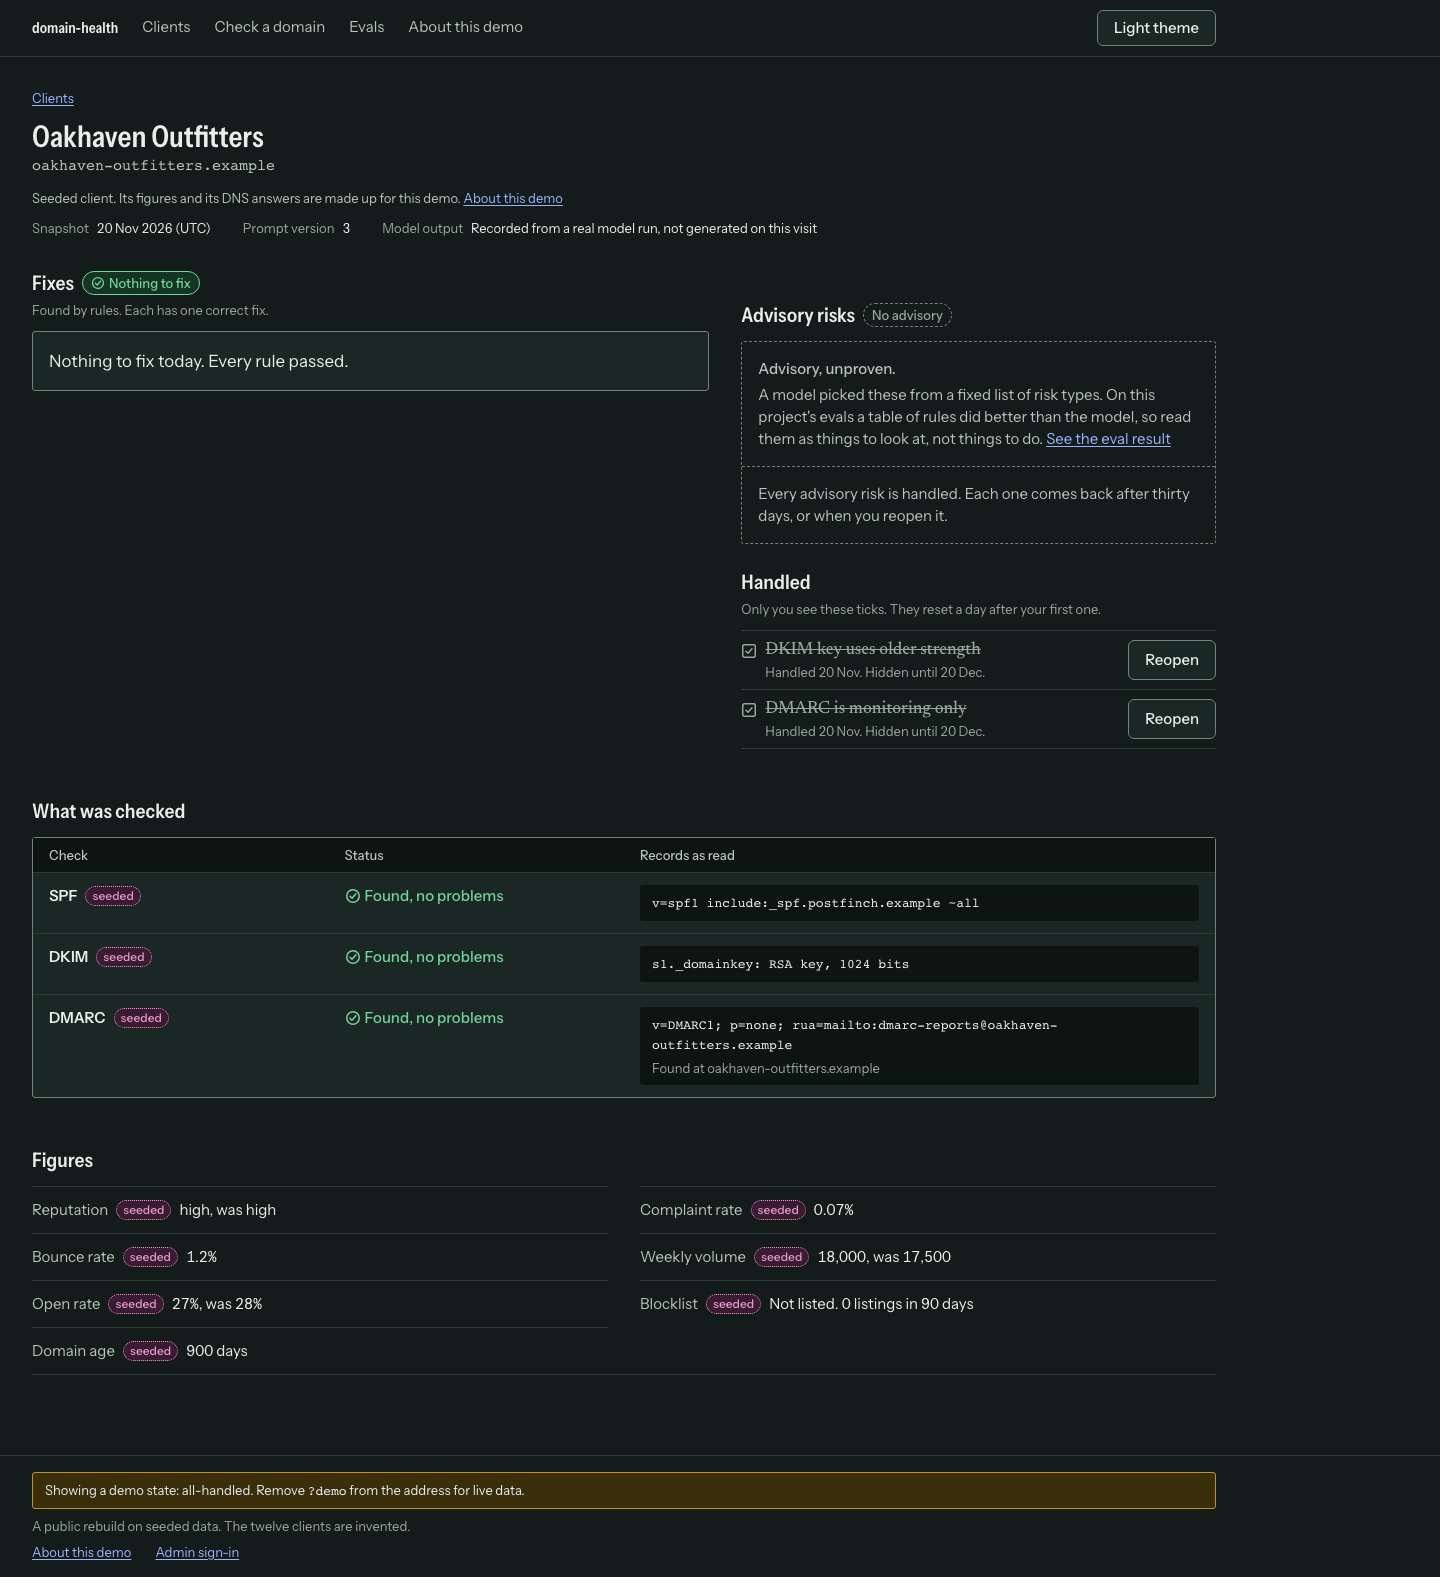 domain-health Clients Check a domain Evals About this demo Light theme
Clients
Oakhaven Outfitters
oakhaven-outfitters.example
Seeded client. Its figures and its DNS answers are made up for this demo. About this demo
Snapshot 20 Nov 2026 (UTC) Prompt version 3 Model output Recorded from a real model run, not generated on this visit
Fixes Nothing to fix
Found by rules. Each has one correct fix.
Nothing to fix today. Every rule passed.
Advisory risks No advisory
Advisory, unproven.
A model picked these from a fixed list of risk types. On this
project's evals a table of rules did better than the model, so read
them as things to look at, not things to do. See the eval result
Every advisory risk is handled. Each one comes back after thirty
days, or when you reopen it.
Handled
Only you see these ticks. They reset a day after your first one.
DKIM key uses older strength
Handled 20 Nov. Hidden until 20 Dec.
Reopen
DMARC is monitoring only
Handled 20 Nov. Hidden until 20 Dec.
Reopen
What was checked
Check Status Records as read
SPF seeded Found, no problems v=spf1 include:_spf.postfinch.example ~all
DKIM seeded Found, no problems s1._domainkey: RSA key, 1024 bits
DMARC seeded Found, no problems v=DMARC1; p=none; rua=mailto:dmarc-reports@oakhaven-
outfitters.example
Found at oakhaven-outfitters.example
Figures
Reputation seeded high, was high
Complaint rate seeded 0.07%
Bounce rate seeded 1.2%
Weekly volume seeded 18,000, was 17,500
Open rate seeded 27%, was 28%
Blocklist seeded Not listed. 0 listings in 90 days
Domain age seeded 900 days
Showing a demo state: all-handled. Remove ?demo from the address for live data.
A public rebuild on seeded data. The twelve clients are invented.
About this demo Admin sign-in